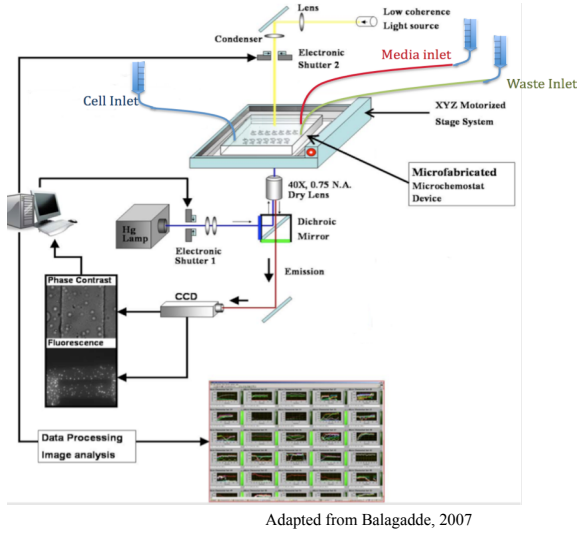 Lens
Low coherence
Light source
Condenser
Electronic
Shutter 2
Media inlet
Cell Inlet
Waste Inlet
XYZ Motorized
Stage System
Microfabricated
Microchemostat
Device
40X, 0.75 N.A.
Dry Lens
Hg
Lamp
Dichroic
Mirror
Electronic
Shutter 1
Emission
Phase Contrast
CCD
Fluorescence
Data Processing
Image analysis
Adapted from Balagadde, 2007